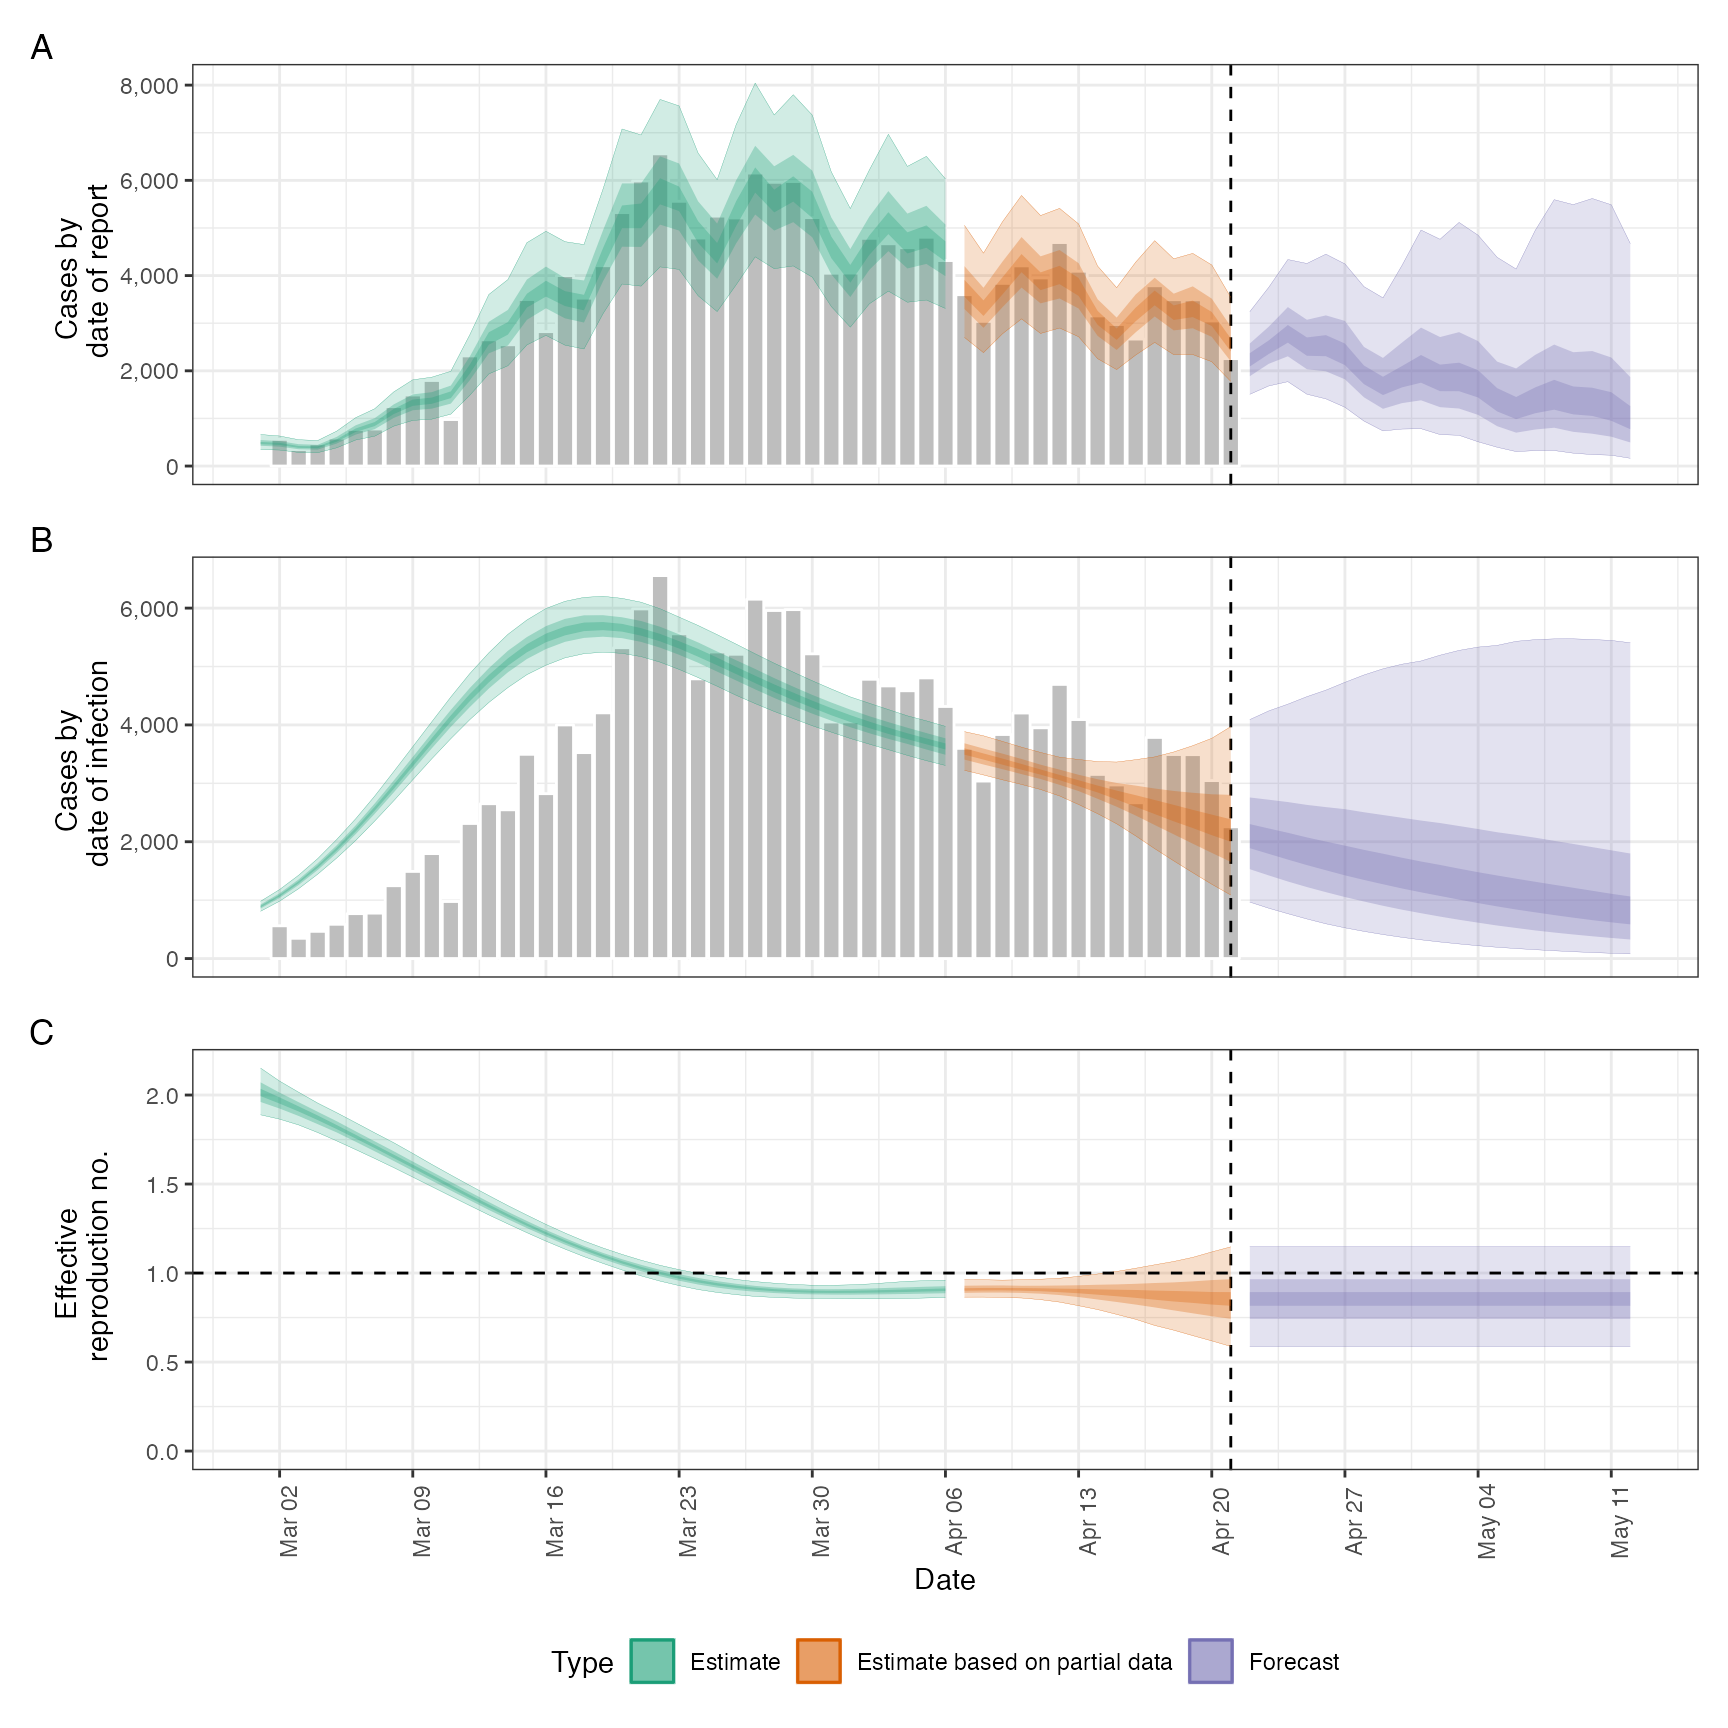 A
8,000
6,000
4,000
2,000
0
Cases by
date of report
B
6,000
4,000
2,000
0
Cases by
date of infection
C
2.0
1.5
1.0
0.5
0.0
Effective
reproduction no.
Mar 02
Mar 09
Mar 16
Mar 23
Mar 30
Apr 06
Apr 13
Apr 20
Apr 27
May 04
May 11
Date
Type
Estimate
Estimate based on partial data
Forecast